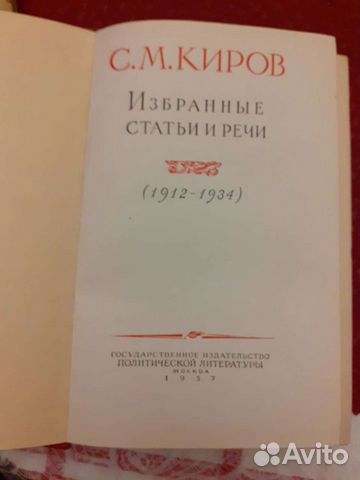 С.М.КИРОВ
ИЗБРАННЫЕ
СТАТЬИ И РЕЧИ
(1912-1934)
ГОСУДАРСТВЕННОЕ ИЗДАТЕЛЬСТВО
ПОЛИТИЧЕСКОЙ ЛИТЕРАТУРЫ
МОСКВА
1957
Avito